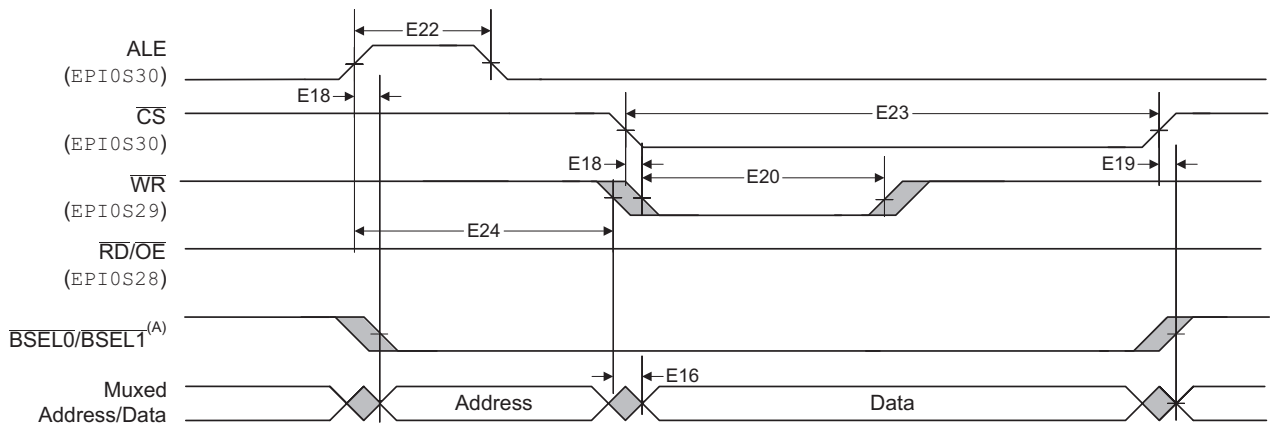 E22
ALE
(EPI0S30)
E18
CS
(EPI0S30)
E23
E18
E20
E19
WR
(EPI0S29)
E24
RD/OE
(EPI0S28)
BSEL0/BSEL1(A)
E16
Muxed
Address/Data
Address
Data